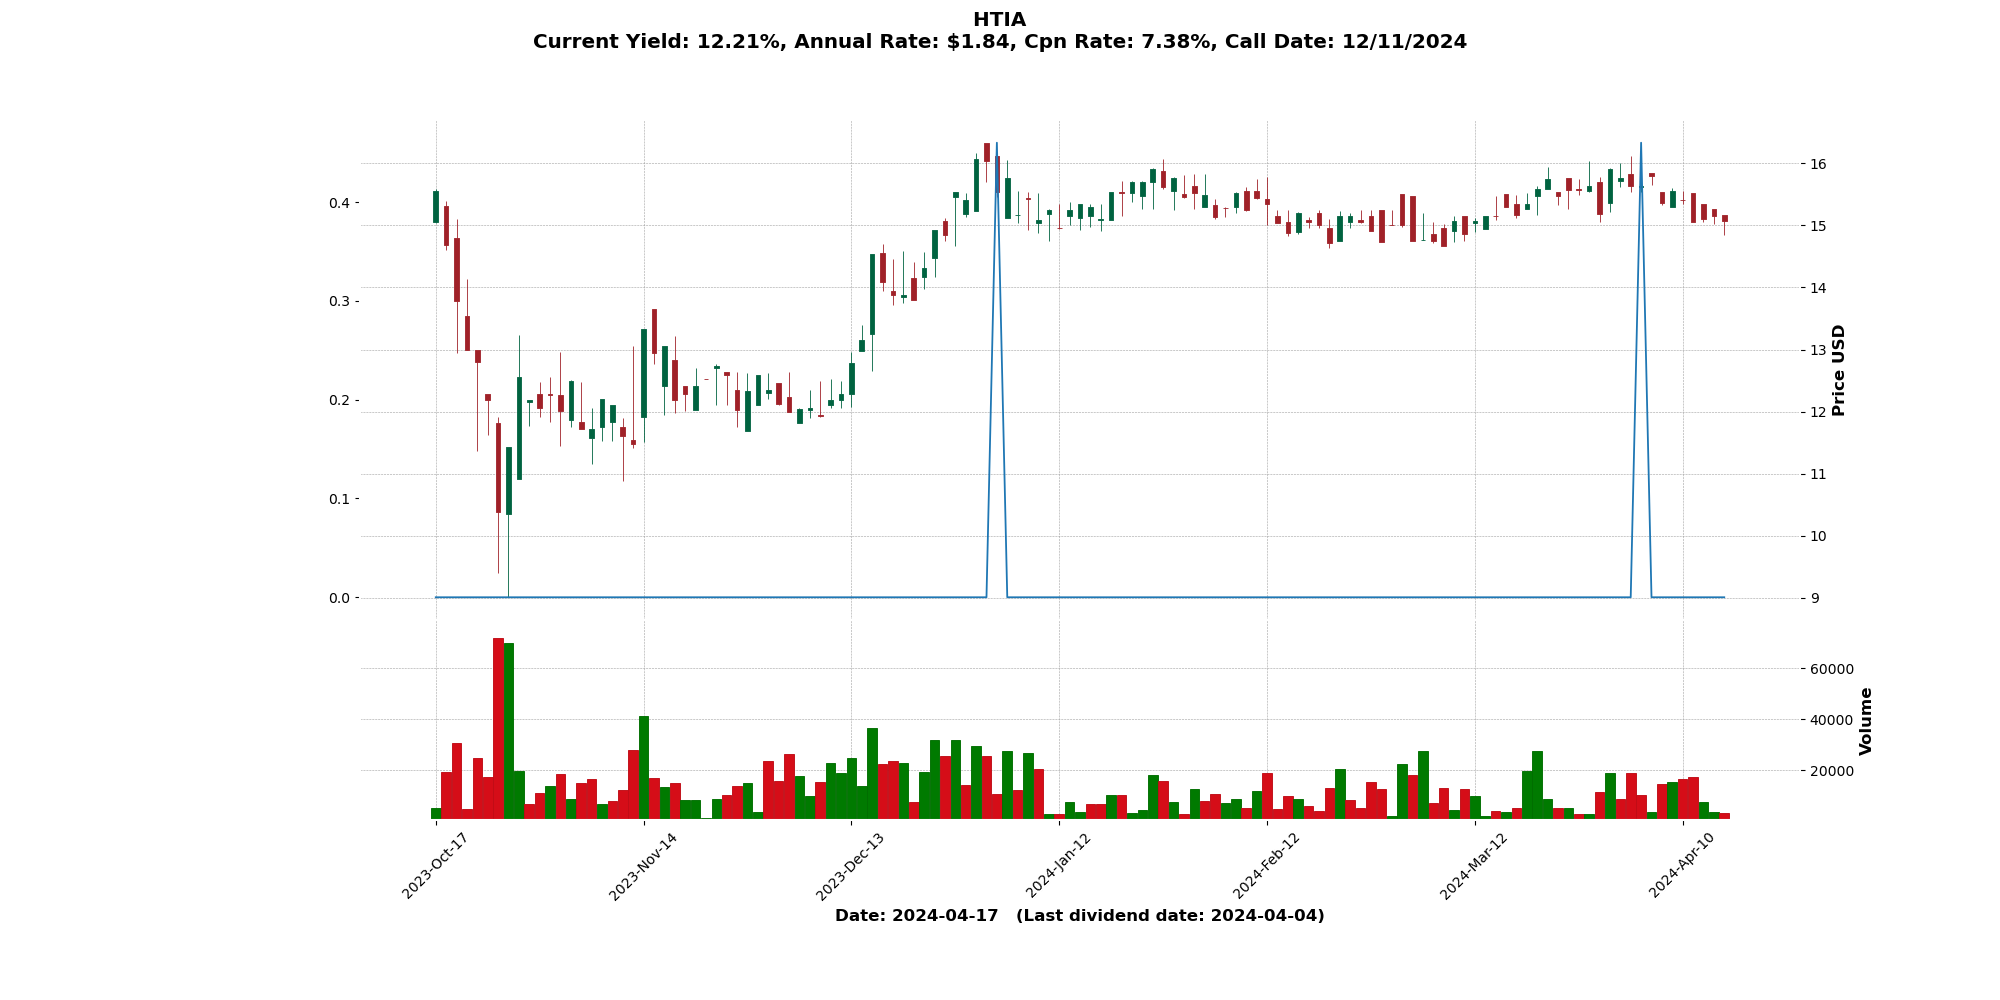 HTIA
Current Yield: 12.21%, Annual Rate: $1.84, Cpn Rate: 7.38%, Call Date: 12/11/2024
0.4
0.3
0.2
0.1
0.0
16
15
14
13
12
11
10
9
Price USD
60000
40000
20000
Volume
2023-Oct-17
2023-Nov-14
2023-Dec-13
2024-Jan-12
2024-Feb-12
2024-Mar-12
2024-Apr-10
Date: 2024-04-17   (Last dividend date: 2024-04-04)